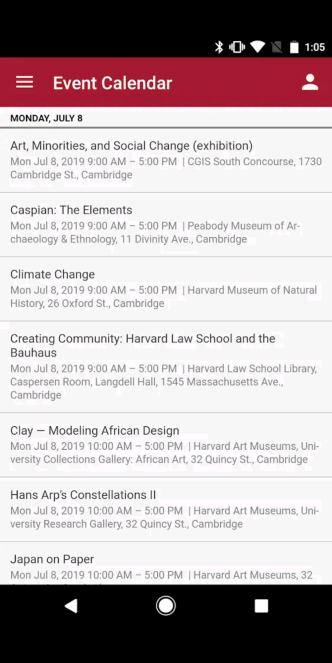 1:05
Event Calendar
MONDAY, JULY 8
Art, Minorities, and Social Change (exhibition)
Mon Jul 8, 2019 9:00 AM – 5:00 PM | CGIS South Concourse, 1730
Cambridge St., Cambridge
Caspian: The Elements
Mon Jul 8, 2019 9:00 AM – 5:00 PM | Peabody Museum of Ar-
chaeology & Ethnology, 11 Divinity Ave., Cambridge
Climate Change
Mon Jul 8, 2019 9:00 AM – 5:00 PM | Harvard Museum of Natural
History, 26 Oxford St., Cambridge
Creating Community: Harvard Law School and the
Bauhaus
Mon Jul 8, 2019 9:00 AM – 5:00 PM | Harvard Law School Library,
Caspersen Room, Langdell Hall, 1545 Massachusetts Ave.,
Cambridge
Clay — Modeling African Design
Mon Jul 8, 2019 10:00 AM – 5:00 PM | Harvard Art Museums, Uni-
versity Collections Gallery: African Art, 32 Quincy St., Cambridge
Hans Arp's Constellations II
Mon Jul 8, 2019 10:00 AM – 5:00 PM | Harvard Art Museums, Uni-
versity Research Gallery, 32 Quincy St., Cambridge
Japan on Paper
Mon Jul 8, 2019 10:00 AM – 5:00 PM | Harvard Art Museums, 32